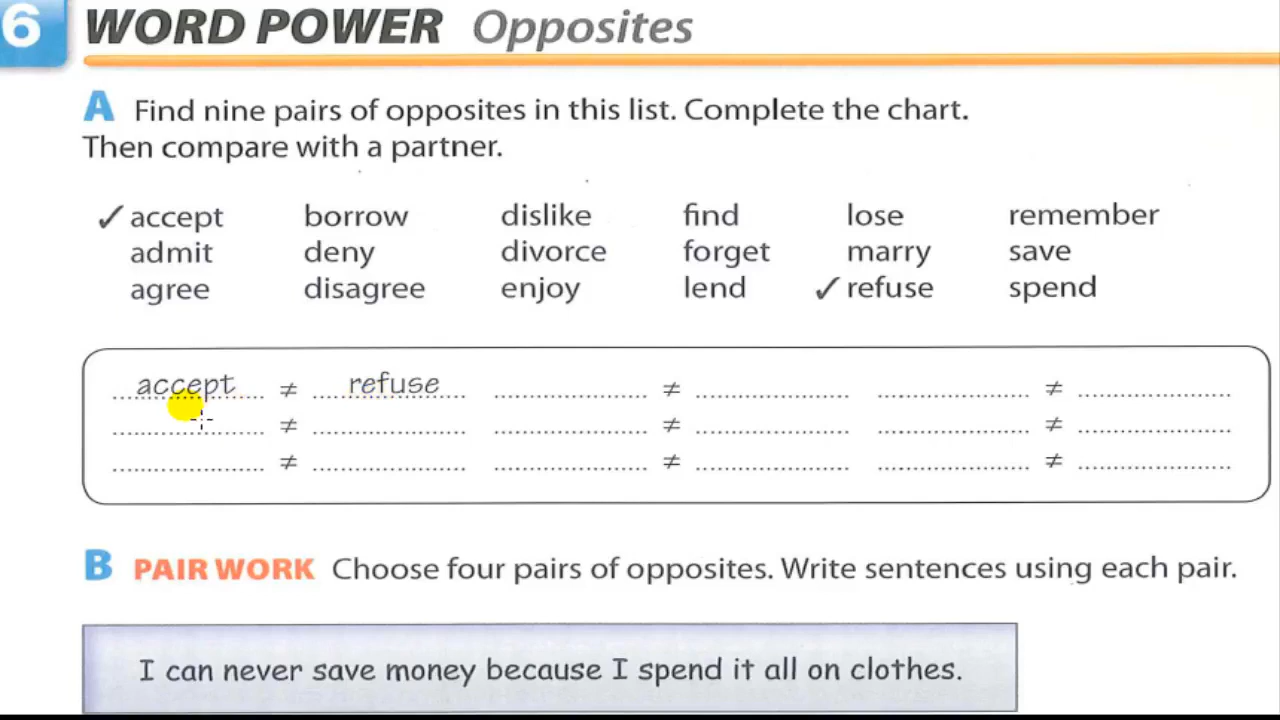 6 WORD POWER Opposites
A Find nine pairs of opposites in this list. Complete the chart.
Then compare with a partner.
✓ accept borrow dislike find lose remember
admit deny divorce forget marry save
agree disagree enjoy lend ✓ refuse spend
accept ≠ refuse ≠ ≠
≠ ≠ ≠
≠ ≠ ≠
B PAIR WORK Choose four pairs of opposites. Write sentences using each pair.
I can never save money because I spend it all on clothes.